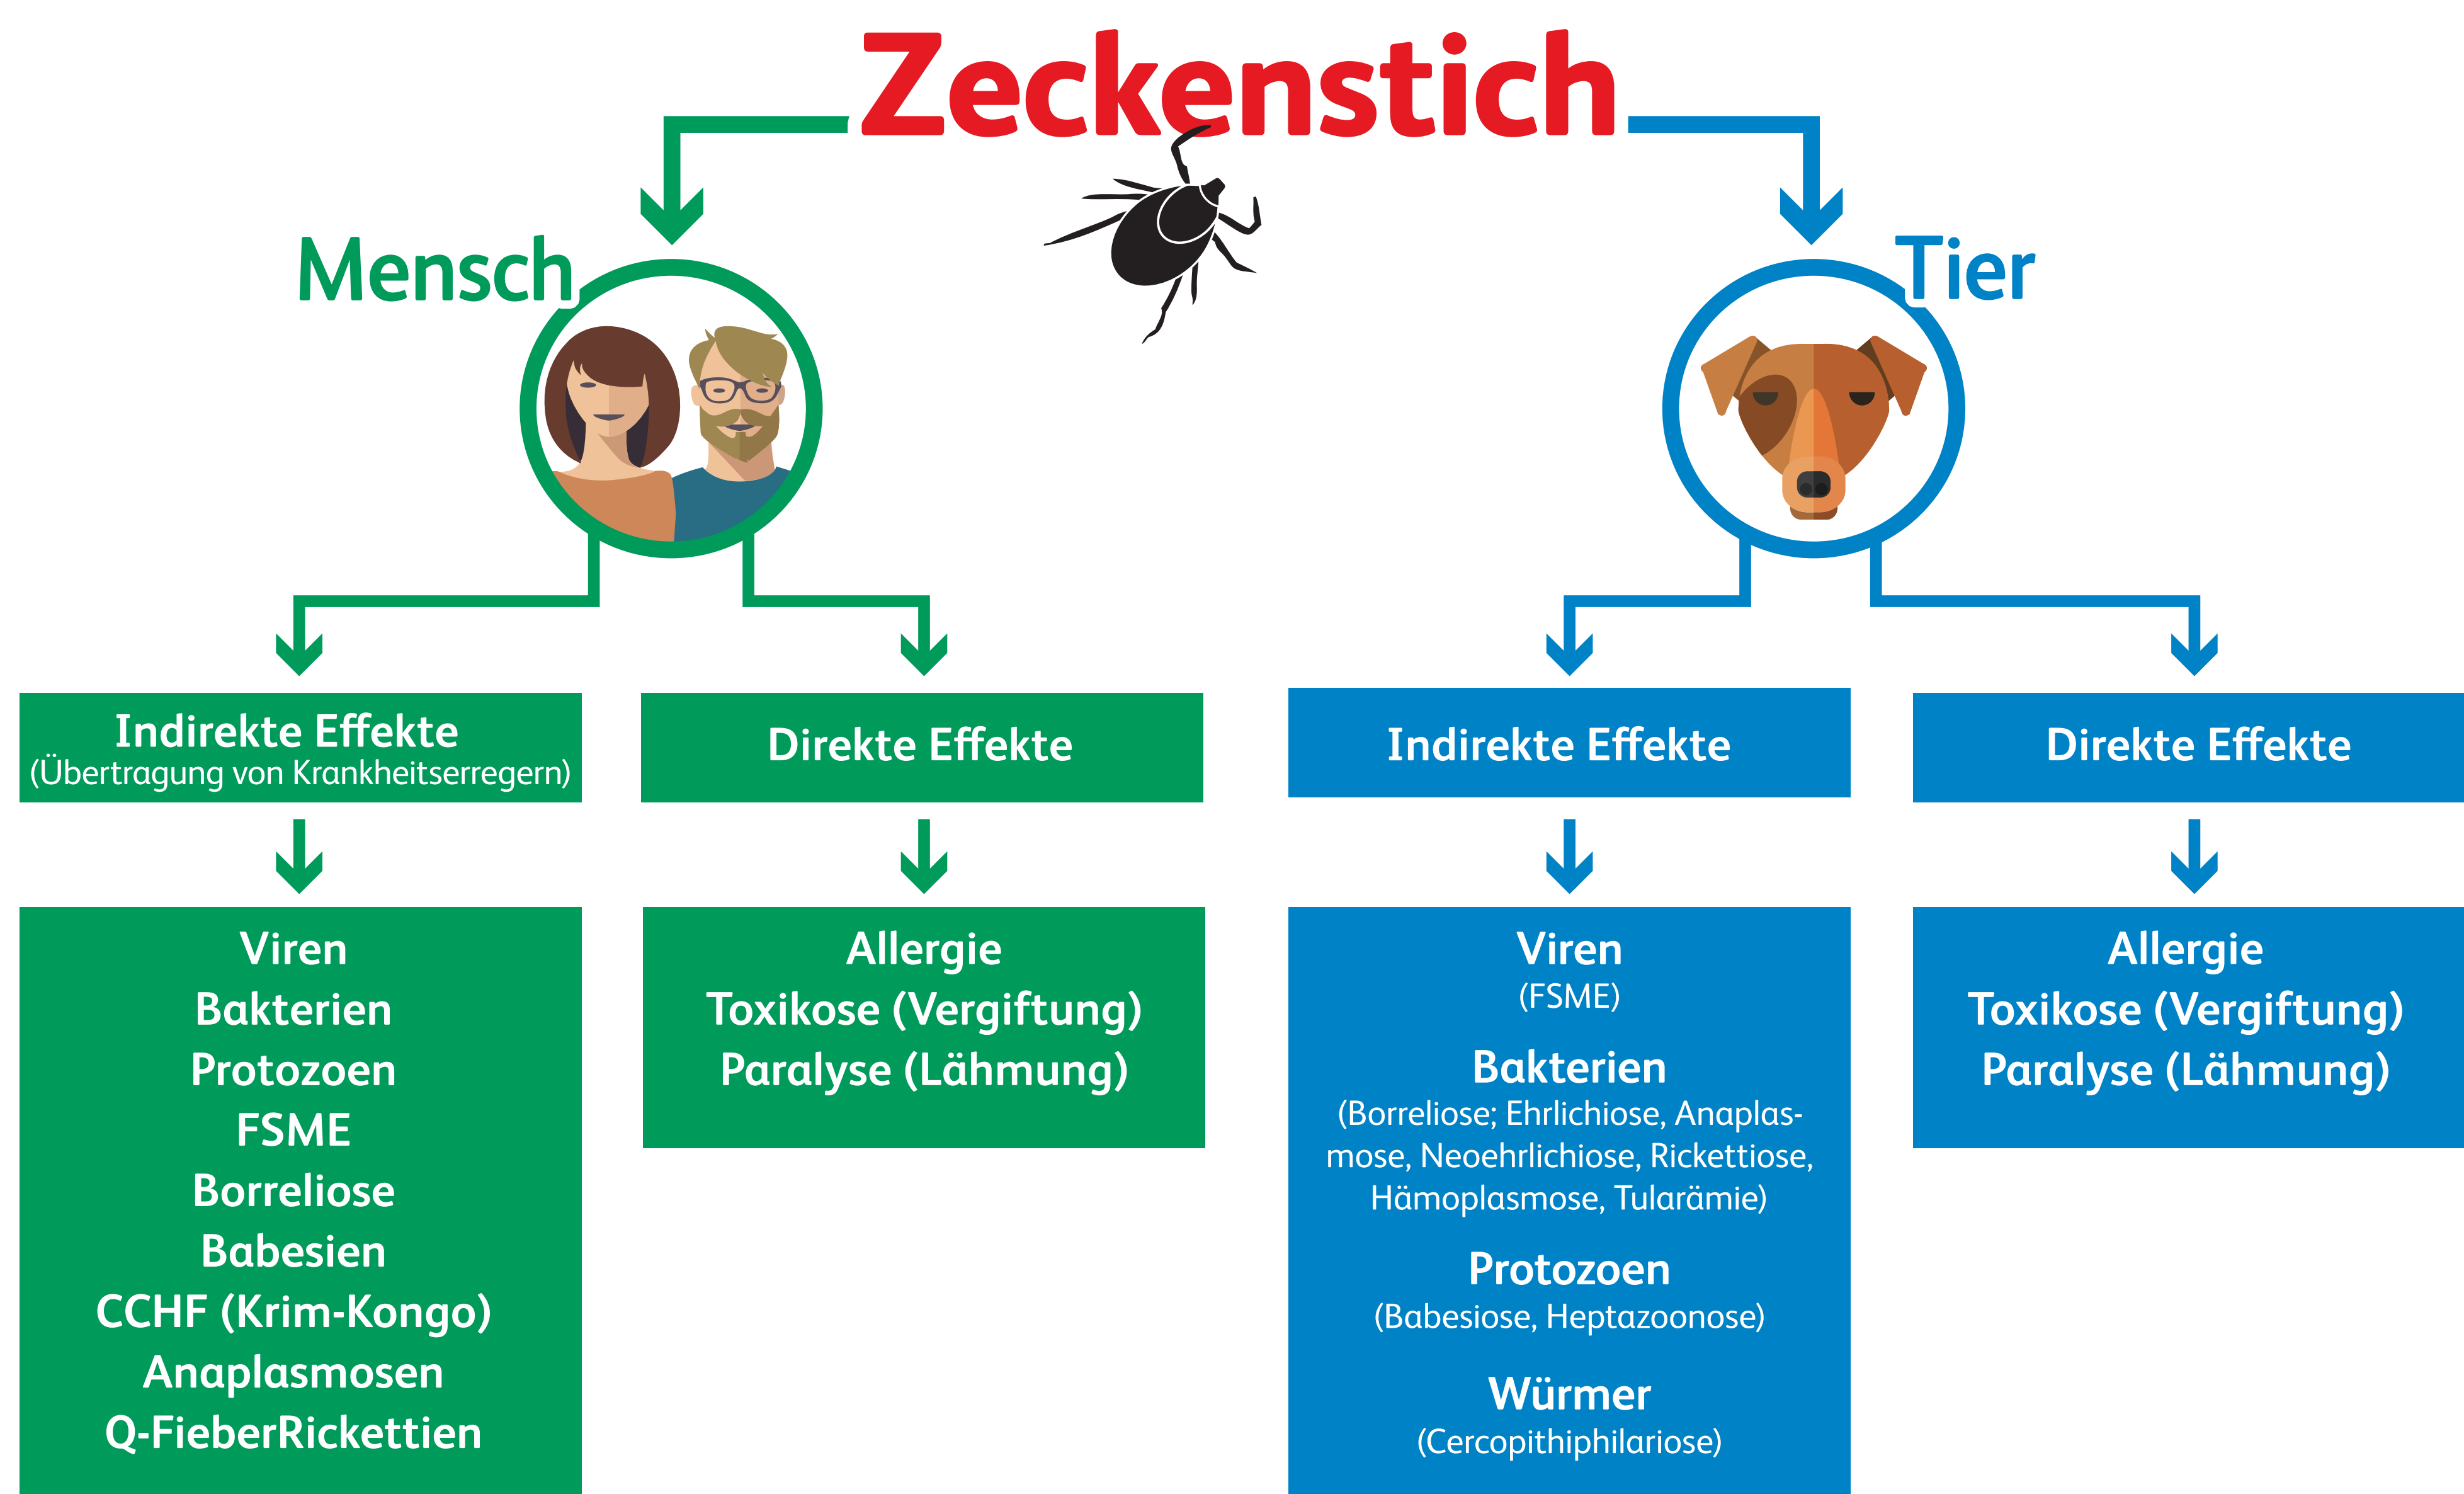 Zeckenstich
Mensch
Tier
Indirekte Effekte
(Übertragung von Krankheitserregern)
Direkte Effekte
Indirekte Effekte
Direkte Effekte
Viren
Bakterien
Protozoen
FSME
Borreliose
Babesien
CCHF (Krim-Kongo)
Anaplasmosen
Q-FieberRickettien
Allergie
Toxikose (Vergiftung)
Paralyse (Lähmung)
Viren
(FSME)
Bakterien
(Borreliose; Ehrlichiose, Anaplas-
mose, Neoehrlichiose, Rickettiose,
Hämoplasmose, Tularämie)
Protozoen
(Babesiose, Heptazoonose)
Würmer
(Cercopithiphilariose)
Allergie
Toxikose (Vergiftung)
Paralyse (Lähmung)